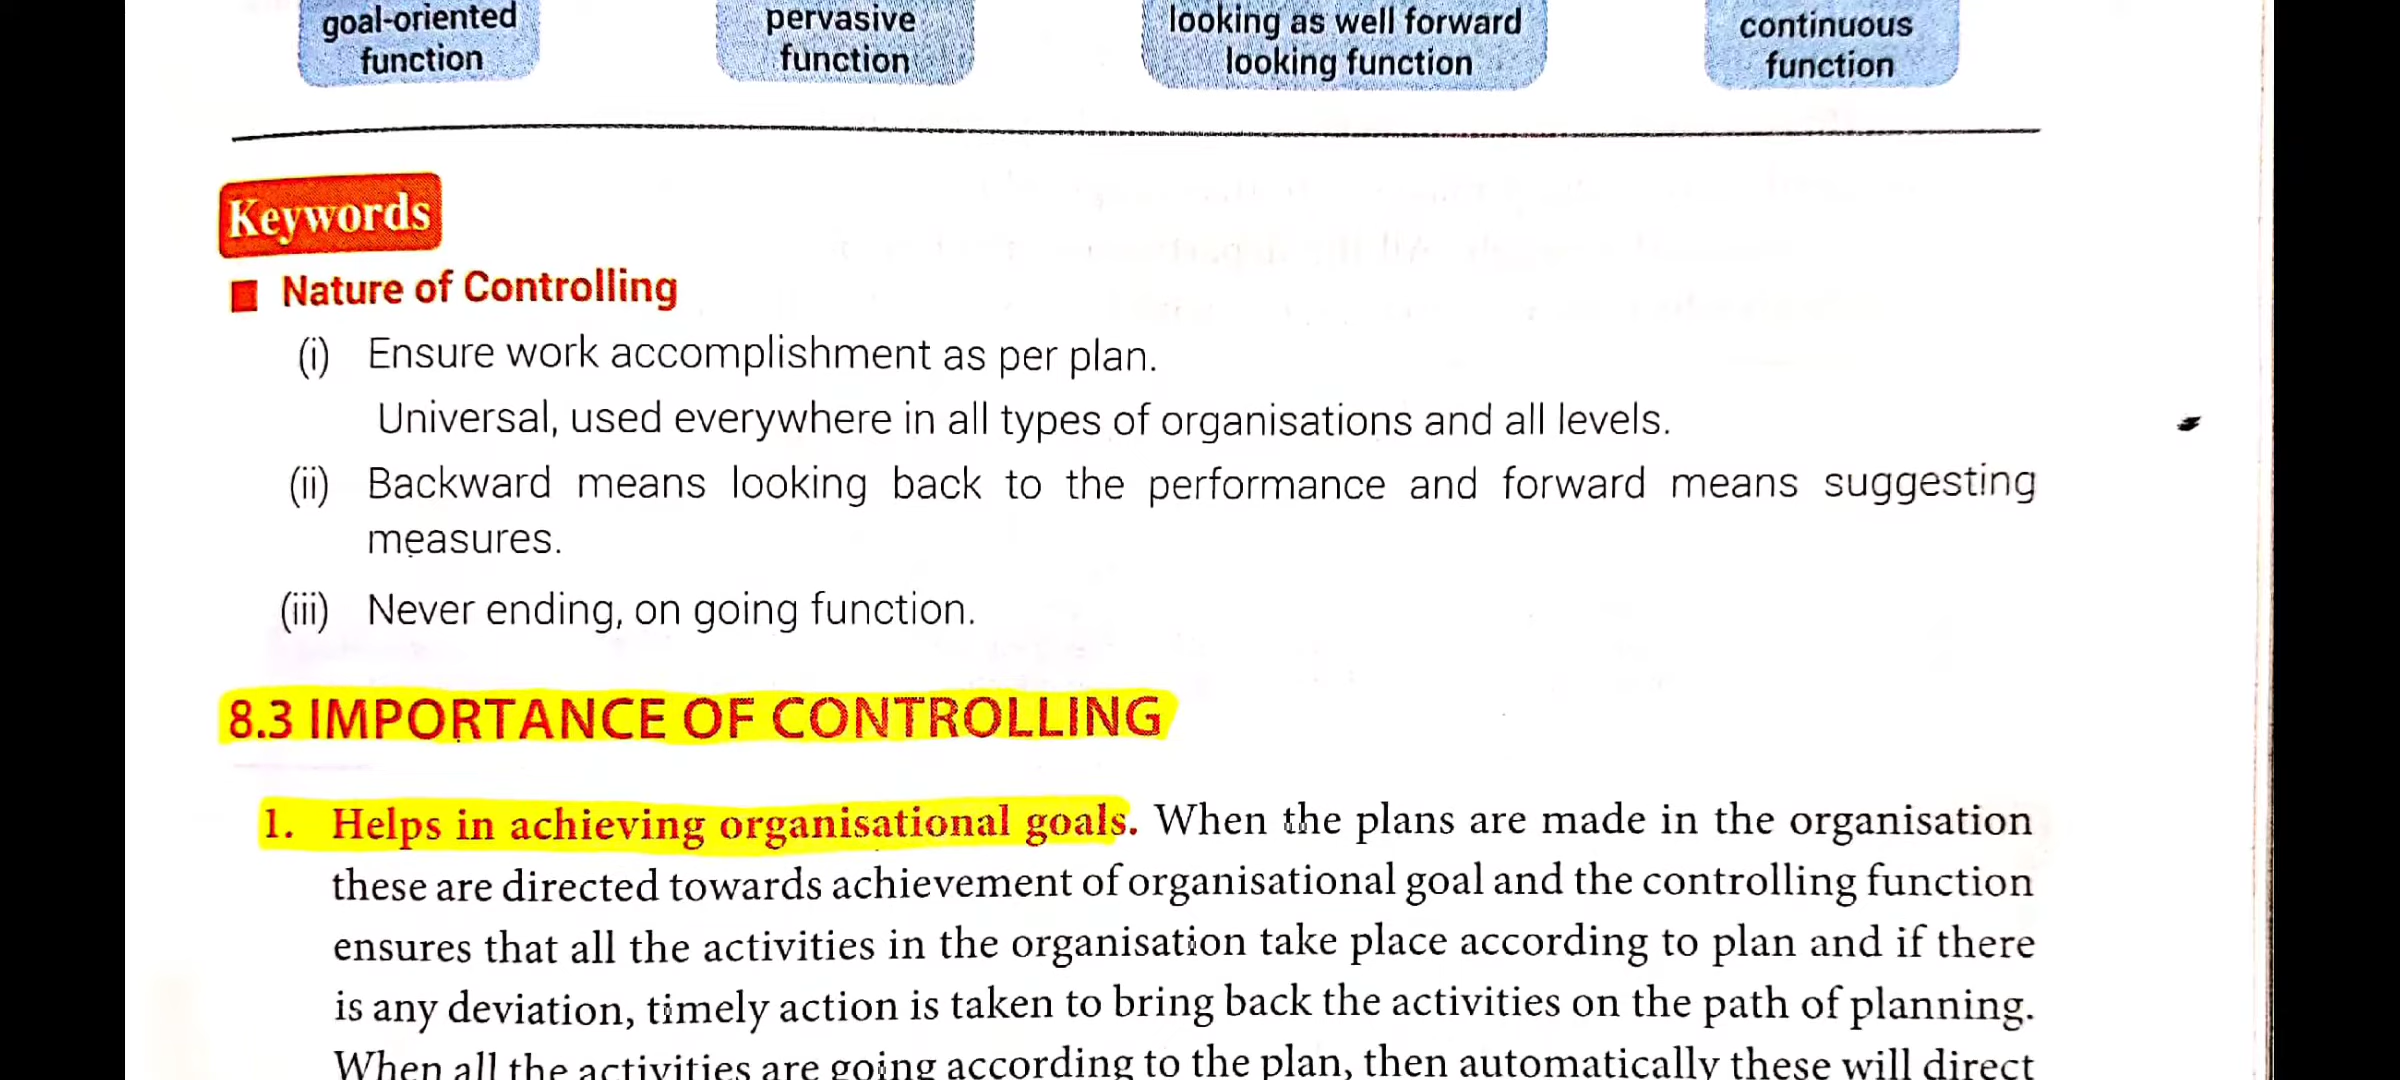 goal-oriented
function
pervasive
function
looking as well forward
looking function
continuous
function
Keywords
Nature of Controlling
(i) Ensure work accomplishment as per plan.
Universal, used everywhere in all types of organisations and all levels.
(ii) Backward means looking back to the performance and forward means suggesting
measures.
(iii) Never ending, on going function.
8.3 IMPORTANCE OF CONTROLLING
1. Helps in achieving organisational goals. When the plans are made in the organisation
these are directed towards achievement of organisational goal and the controlling function
ensures that all the activities in the organisation take place according to plan and if there
is any deviation, timely action is taken to bring back the activities on the path of planning.
When all the activities are going according to the plan, then automatically these will direct